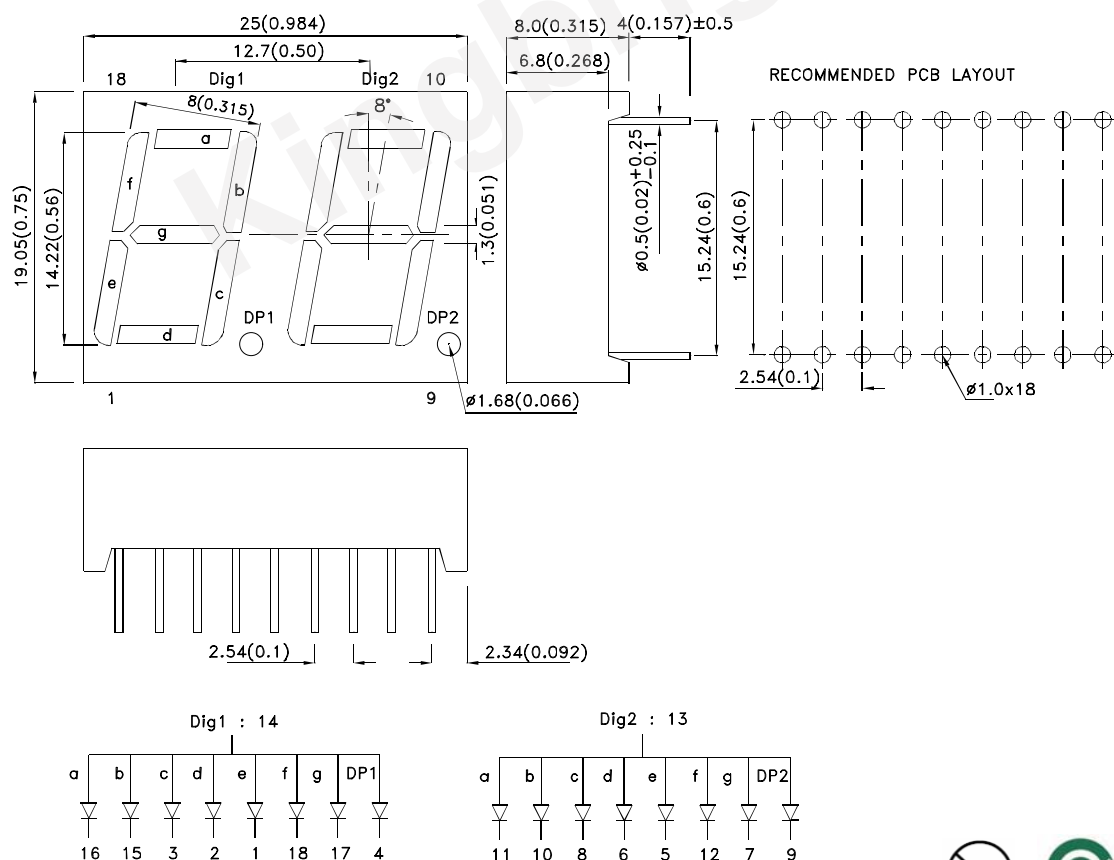 25(0.984)
12.7(0.50)
18 Dig1 Dig2 10
8(0.315)
8°
a
f
b
g
e
c
d
DP1 DP2
1 9
ø1.68(0.066)
19.05(0.75)
14.22(0.56)
1.3(0.051)
8.0(0.315) 4(0.157)±0.5
6.8(0.268)
ø0.5(0.02)+0.25 -0.1
15.24(0.6)
RECOMMENDED PCB LAYOUT
15.24(0.6)
2.54(0.1)
ø1.0x18
2.54(0.1) 2.34(0.092)
Dig1 : 14
a b c d e f g DP1
16 15 3 2 1 18 17 4
Dig2 : 13
a b c d e f g DP2
11 10 8 6 5 12 7 9